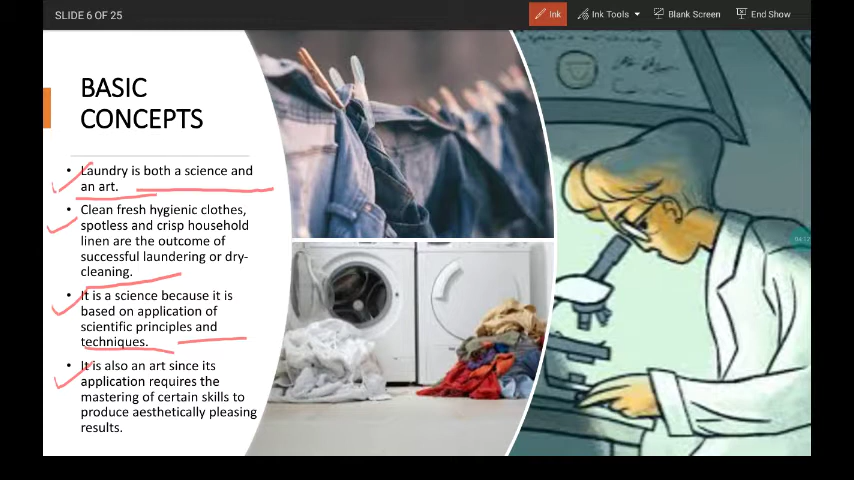 SLIDE 6 OF 25
Ink
Ink Tools
Blank Screen
End Show
BASIC
CONCEPTS
• Laundry is both a science and
an art.
• Clean fresh hygienic clothes,
spotless and crisp household
linen are the outcome of
successful laundering or dry-
cleaning.
• It is a science because it is
based on application of
scientific principles and
techniques.
• It is also an art since its
application requires the
mastering of certain skills to
produce aesthetically pleasing
results.